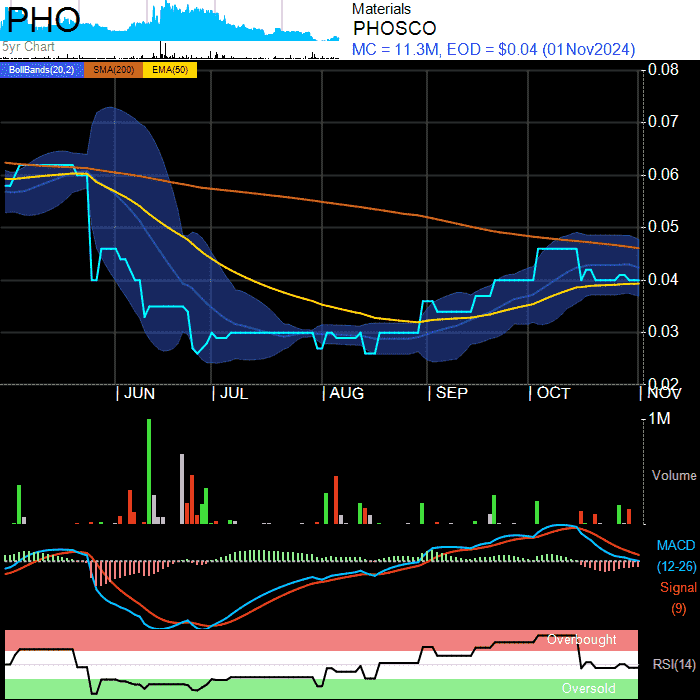 PHO
5yr Chart
Materials
PHOSCO
MC = 11.3M, EOD = $0.04 (01Nov2024)
BollBands(20,2) SMA(200) EMA(50)
0.08
0.07
0.06
0.05
0.04
0.03
0.02
JUN JUL AUG SEP OCT NOV
1M
Volume
MACD
(12-26)
Signal
(9)
Overbought
RSI(14)
Oversold